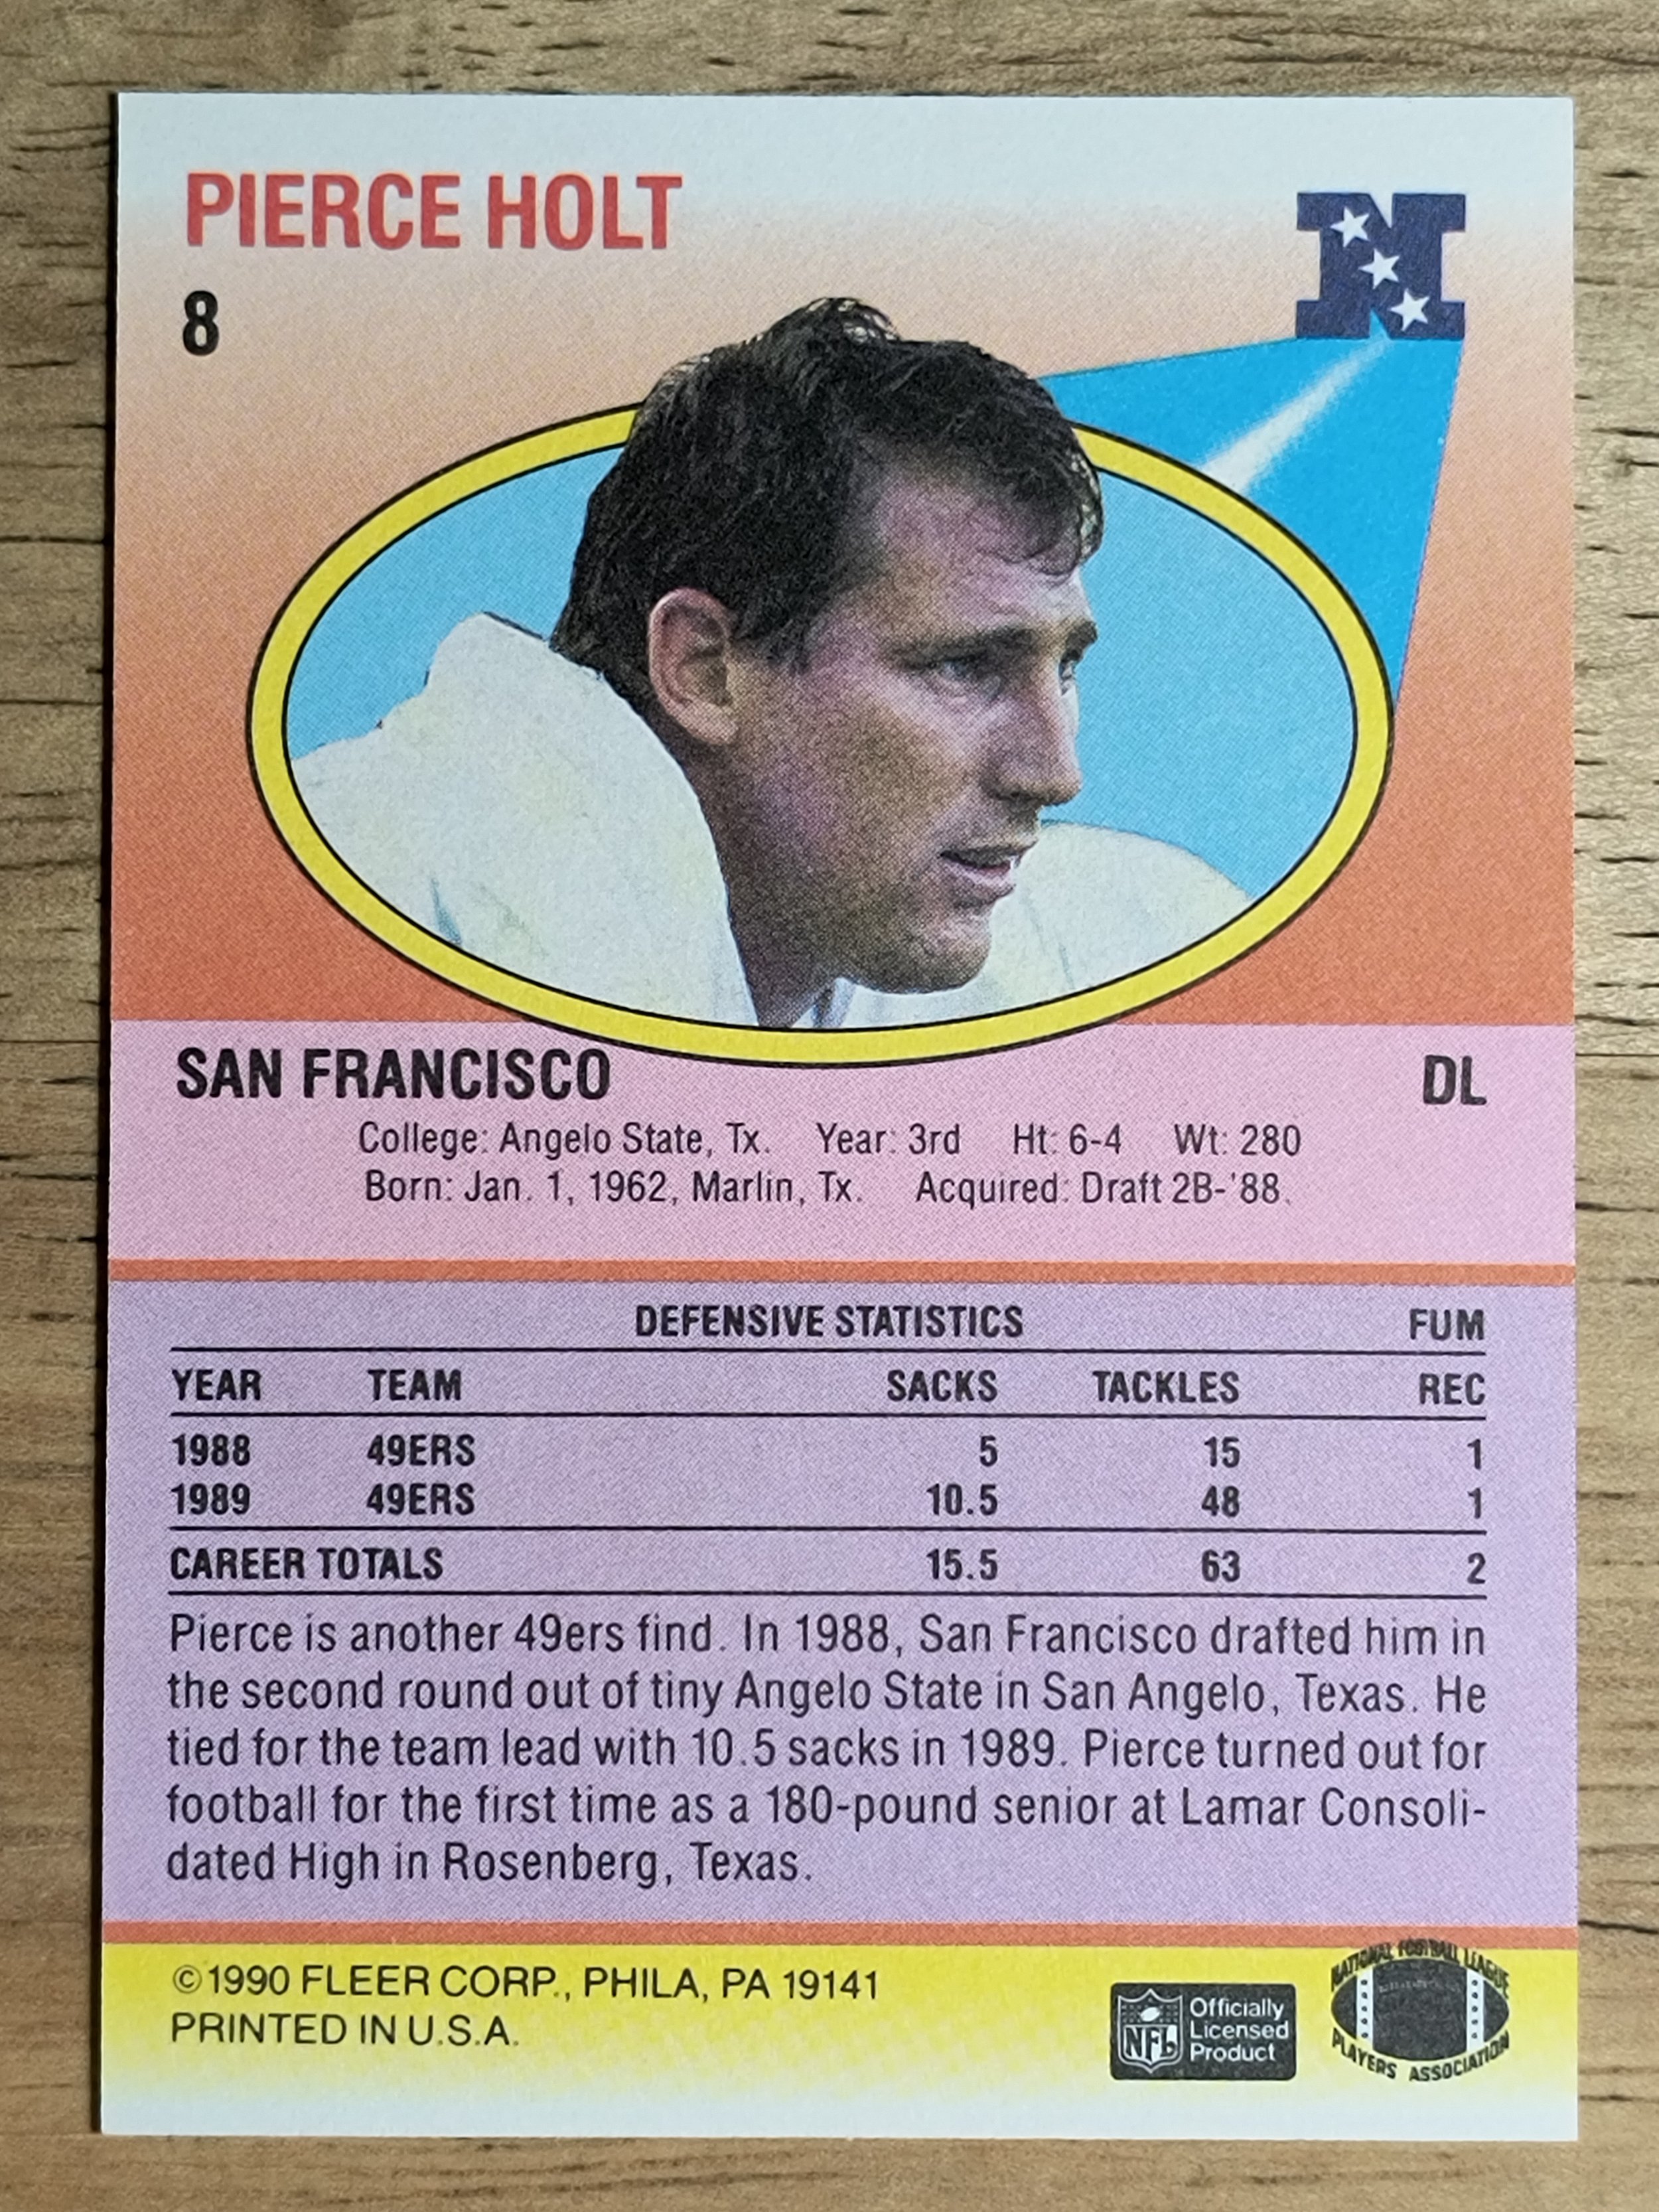 PIERCE HOLT
8
N
SAN FRANCISCO DL
College: Angelo State, Tx. Year: 3rd Ht: 6-4 Wt: 280
Born: Jan. 1, 1962, Marlin, Tx. Acquired: Draft 2B-'88.
DEFENSIVE STATISTICS FUM
YEAR TEAM SACKS TACKLES REC
1988 49ERS 5 15 1
1989 49ERS 10.5 48 1
CAREER TOTALS 15.5 63 2
Pierce is another 49ers find. In 1988, San Francisco drafted him in
the second round out of tiny Angelo State in San Angelo, Texas. He
tied for the team lead with 10.5 sacks in 1989. Pierce turned out for
football for the first time as a 180-pound senior at Lamar Consoli-
dated High in Rosenberg, Texas.
©1990 FLEER CORP., PHILA, PA 19141
PRINTED IN U.S.A.
NFL
Officially
Licensed
Product
NATIONAL FOOTBALL LEAGUE
PLAYERS ASSOCIATION